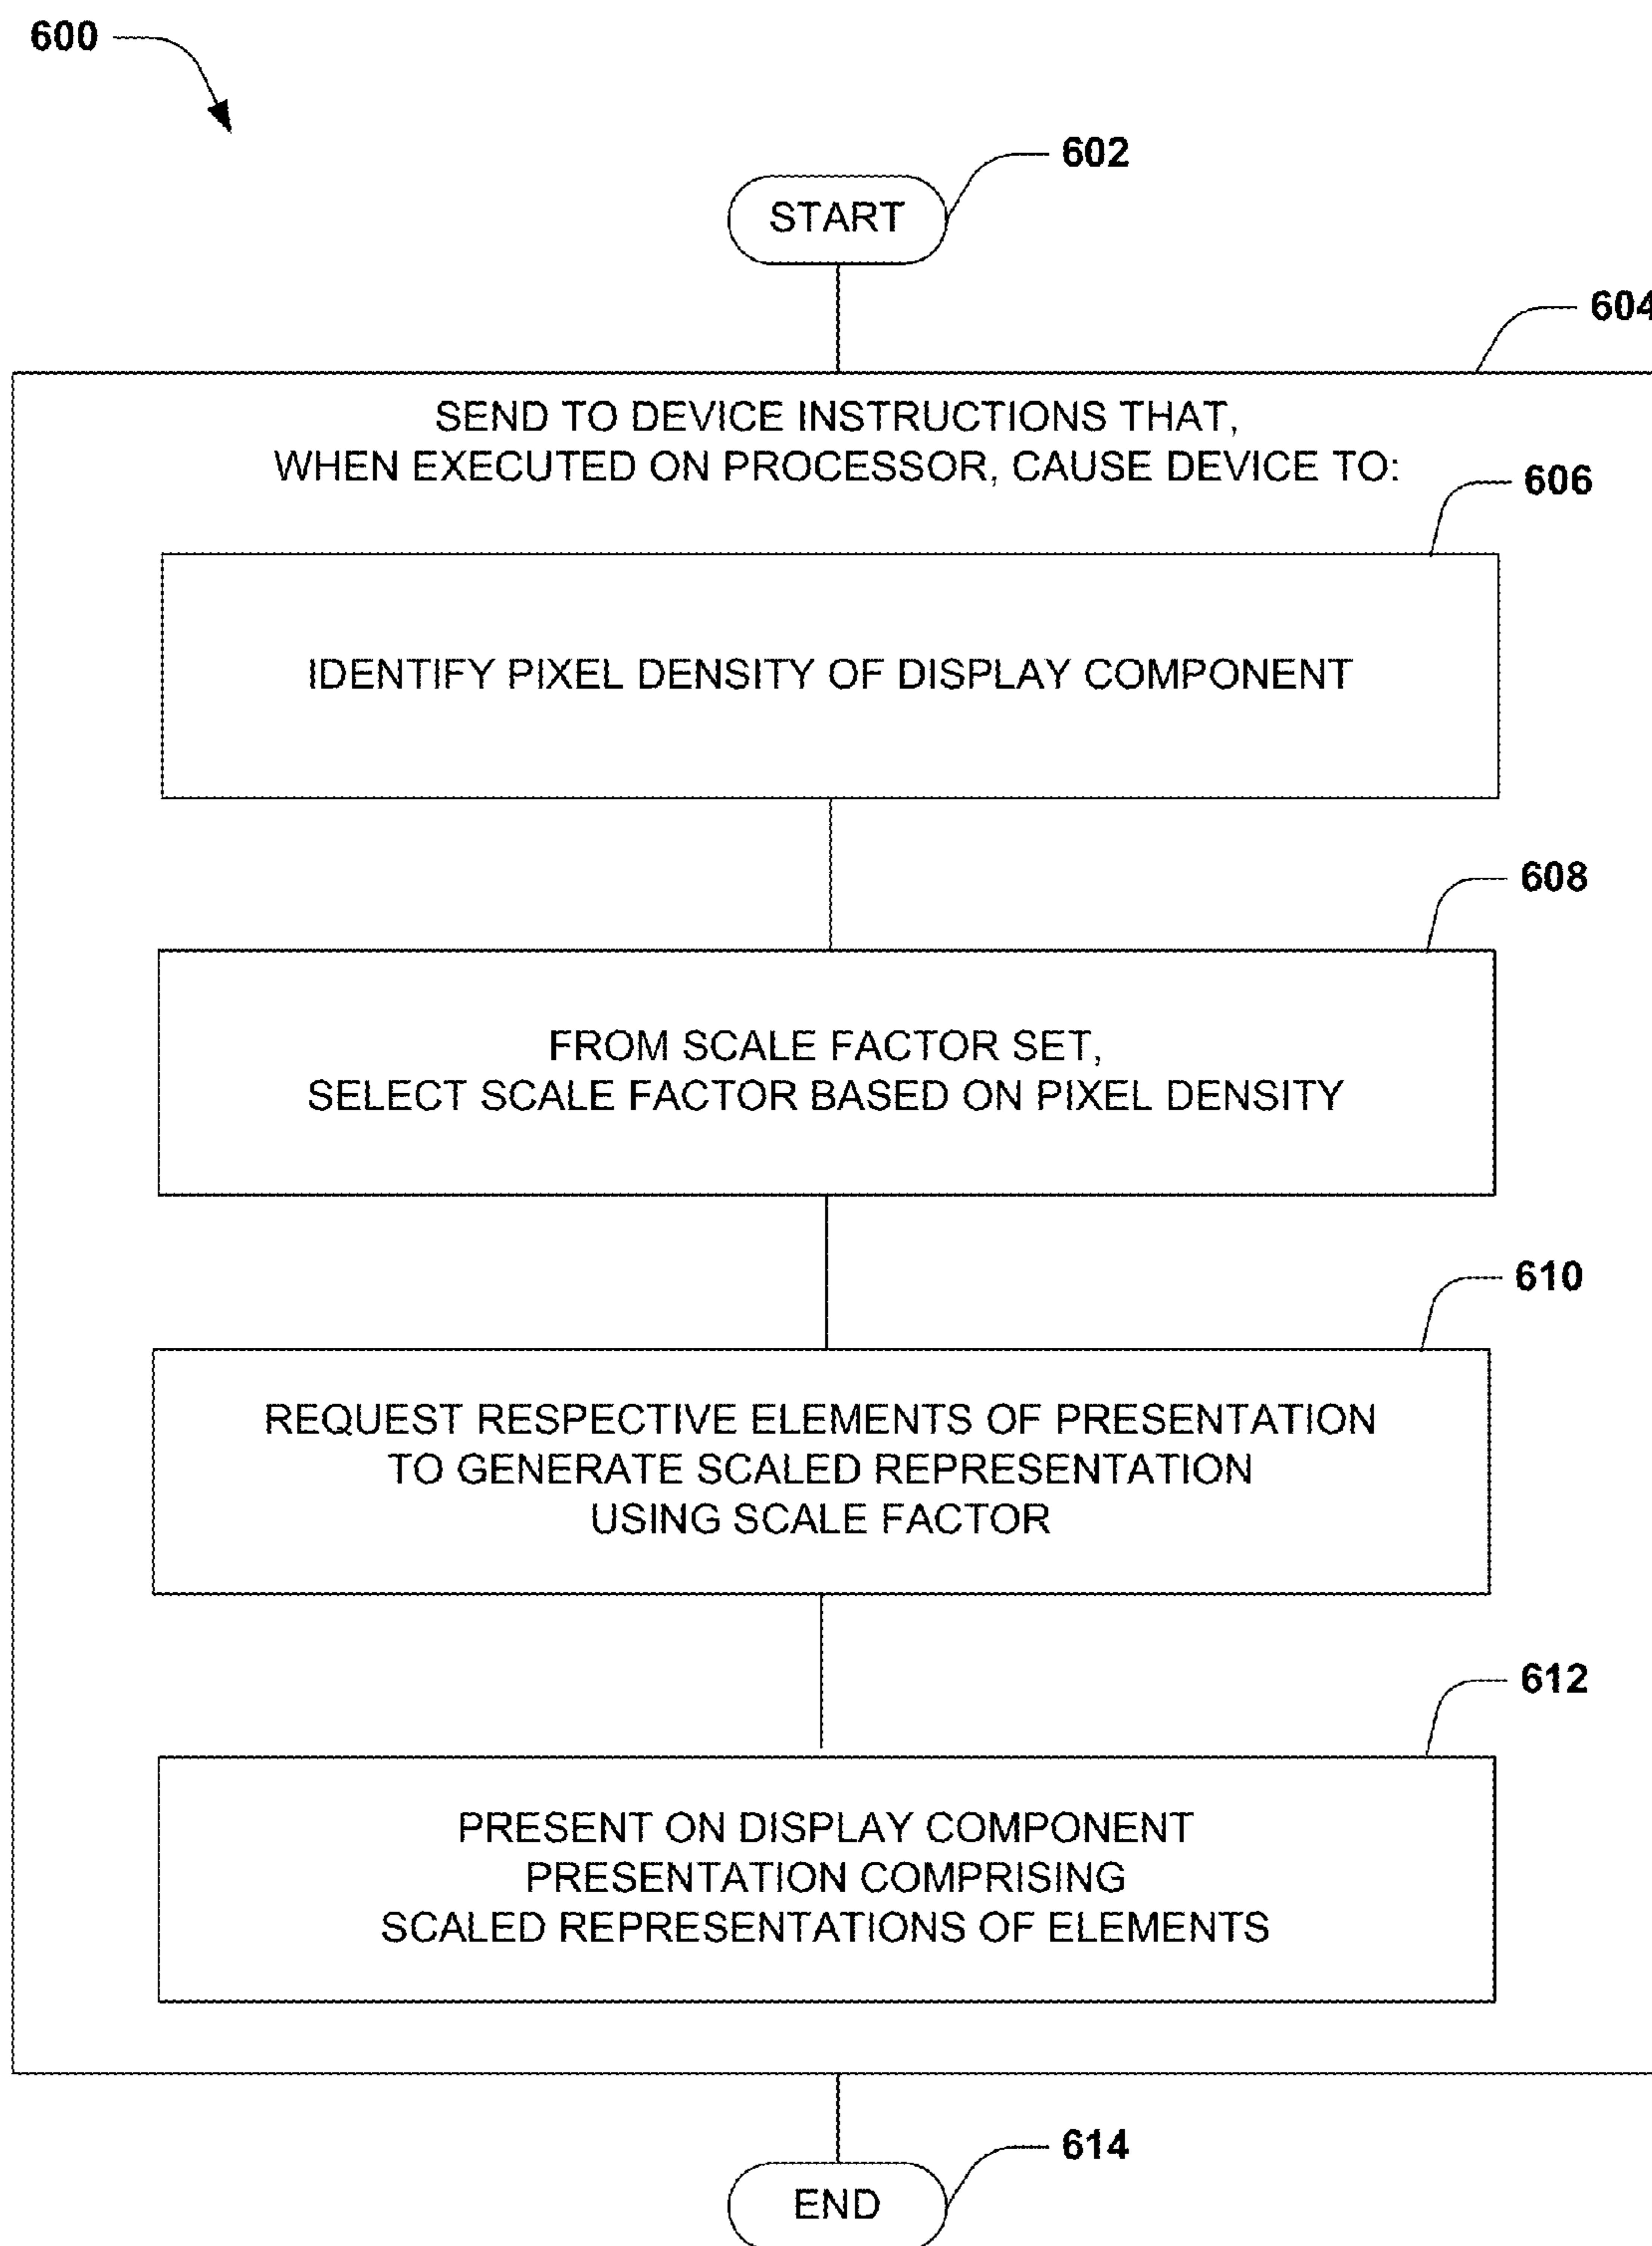 600
602
START
604
SEND TO DEVICE INSTRUCTIONS THAT,
WHEN EXECUTED ON PROCESSOR, CAUSE DEVICE TO:
606
IDENTIFY PIXEL DENSITY OF DISPLAY COMPONENT
608
FROM SCALE FACTOR SET,
SELECT SCALE FACTOR BASED ON PIXEL DENSITY
610
REQUEST RESPECTIVE ELEMENTS OF PRESENTATION
TO GENERATE SCALED REPRESENTATION
USING SCALE FACTOR
612
PRESENT ON DISPLAY COMPONENT
PRESENTATION COMPRISING
SCALED REPRESENTATIONS OF ELEMENTS
614
END